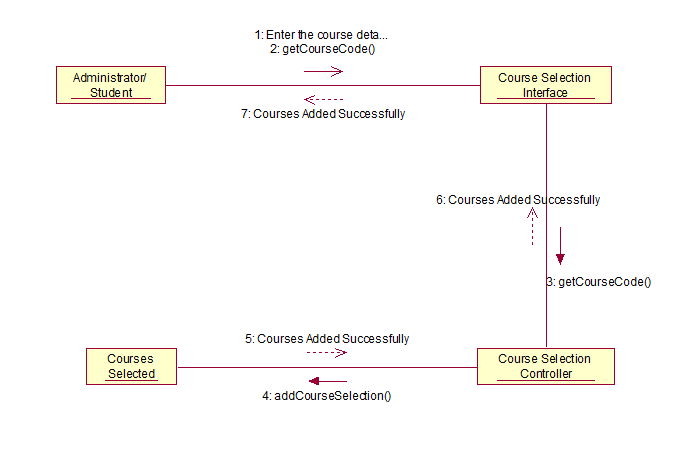 1: Enter the course deta...
2: getCourseCode()
Administrator/
Student
Course Selection
Interface
7: Courses Added Successfully
6: Courses Added Successfully
3: getCourseCode()
5: Courses Added Successfully
Courses
Selected
Course Selection
Controller
4: addCourseSelection()